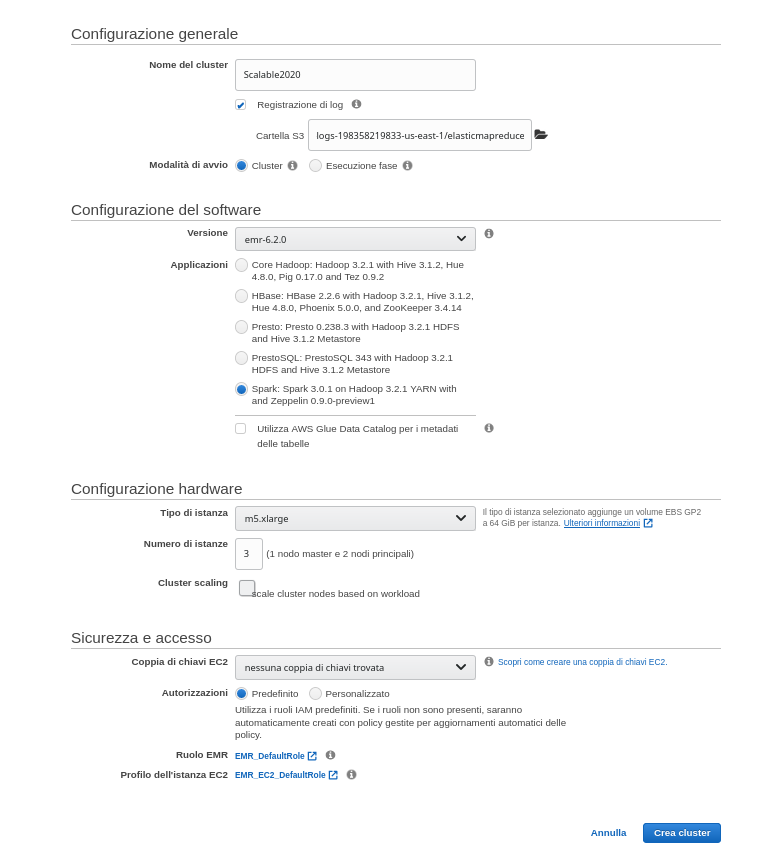 Configurazione generale
Nome del cluster
Scalable2020
Registrazione di log
Cartella S3
logs-198358219833-us-east-1/elasticmapreduce
Modalità di avvio
Cluster
Esecuzione fase
Configurazione del software
Versione
emr-6.2.0
Applicazioni
Core Hadoop: Hadoop 3.2.1 with Hive 3.1.2, Hue
4.8.0, Pig 0.17.0 and Tez 0.9.2
HBase: HBase 2.2.6 with Hadoop 3.2.1, Hive 3.1.2,
Hue 4.8.0, Phoenix 5.0.0, and ZooKeeper 3.4.14
Presto: Presto 0.238.3 with Hadoop 3.2.1 HDFS
and Hive 3.1.2 Metastore
PrestoSQL: PrestoSQL 343 with Hadoop 3.2.1
HDFS and Hive 3.1.2 Metastore
Spark: Spark 3.0.1 on Hadoop 3.2.1 YARN with
and Zeppelin 0.9.0-preview1
Utilizza AWS Glue Data Catalog per i metadati
delle tabelle
Configurazione hardware
Tipo di istanza
m5.xlarge
Il tipo di istanza selezionato aggiunge un volume EBS GP2
a 64 GiB per istanza. Ulteriori informazioni
Numero di istanze
3
(1 nodo master e 2 nodi principali)
Cluster scaling
scale cluster nodes based on workload
Sicurezza e accesso
Coppia di chiavi EC2
nessuna coppia di chiavi trovata
Scopri come creare una coppia di chiavi EC2.
Autorizzazioni
Predefinito
Personalizzato
Utilizza i ruoli IAM predefiniti. Se i ruoli non sono presenti, saranno
automaticamente creati con policy gestite per aggiornamenti automatici delle
policy.
Ruolo EMR
EMR_DefaultRole
Profilo dell'istanza EC2
EMR_EC2_DefaultRole
Annulla
Crea cluster